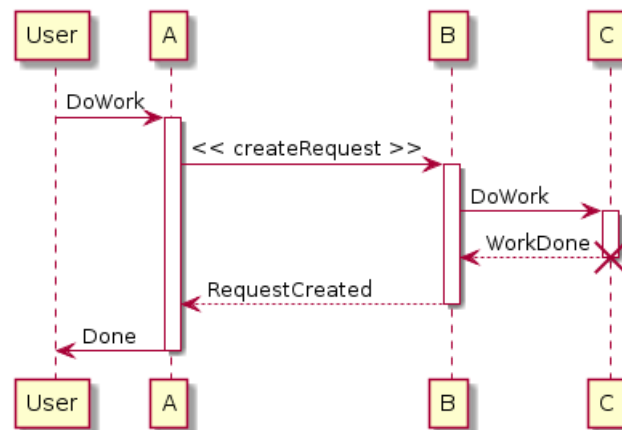 User A B C
DoWork
<< createRequest >>
DoWork
WorkDone
RequestCreated
Done
User A B C